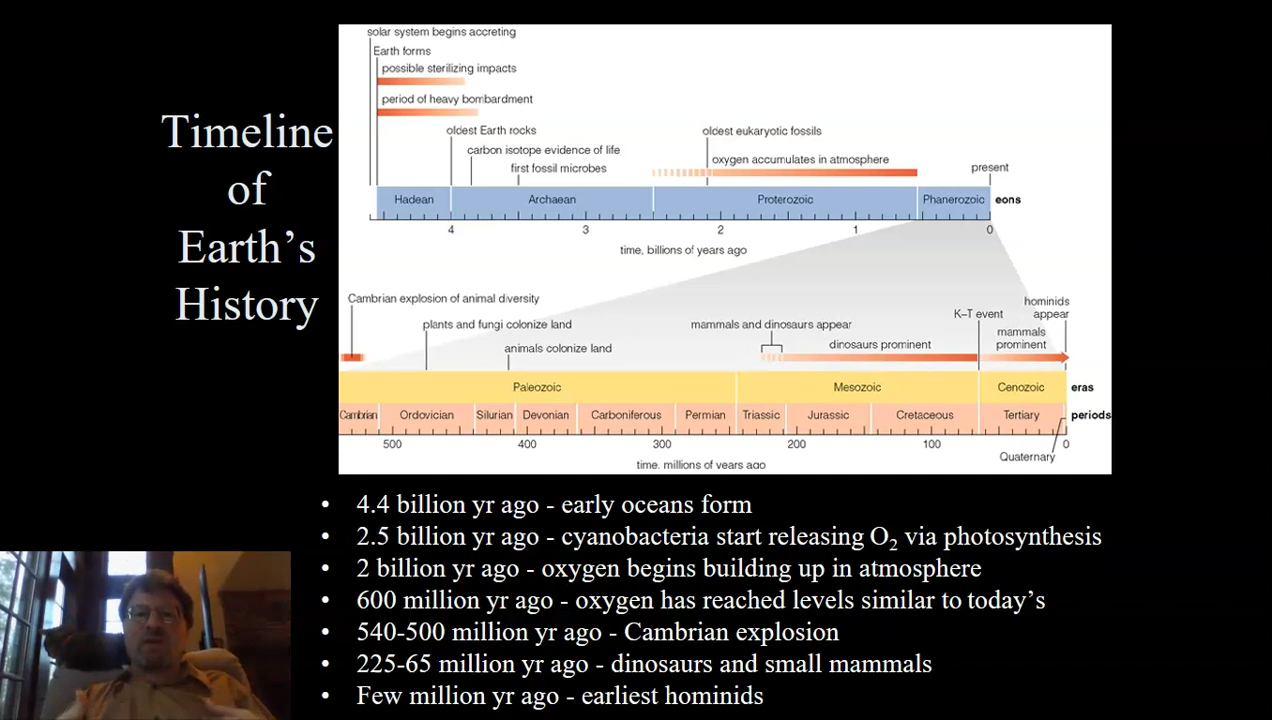 Timeline
of
Earth's
History
solar system begins accreting
Earth forms
possible sterilizing impacts
period of heavy bombardment
oldest Earth rocks
oldest eukaryotic fossils
carbon isotope evidence of life
first fossil microbes
oxygen accumulates in atmosphere
present
Hadean Archaean Proterozoic Phanerozoic eons
4 3 2 1 0
time, billions of years ago
Cambrian explosion of animal diversity
plants and fungi colonize land
animals colonize land
mammals and dinosaurs appear
dinosaurs prominent
K–T event
hominids
appear
mammals
prominent
Paleozoic Mesozoic Cenozoic eras
Cambrian Ordovician Silurian Devonian Carboniferous Permian Triassic Jurassic Cretaceous Tertiary periods
500 400 300 200 100 0
Quaternary
time, millions of years ago
• 4.4 billion yr ago - early oceans form
• 2.5 billion yr ago - cyanobacteria start releasing O₂ via photosynthesis
• 2 billion yr ago - oxygen begins building up in atmosphere
• 600 million yr ago - oxygen has reached levels similar to today's
• 540-500 million yr ago - Cambrian explosion
• 225-65 million yr ago - dinosaurs and small mammals
• Few million yr ago - earliest hominids